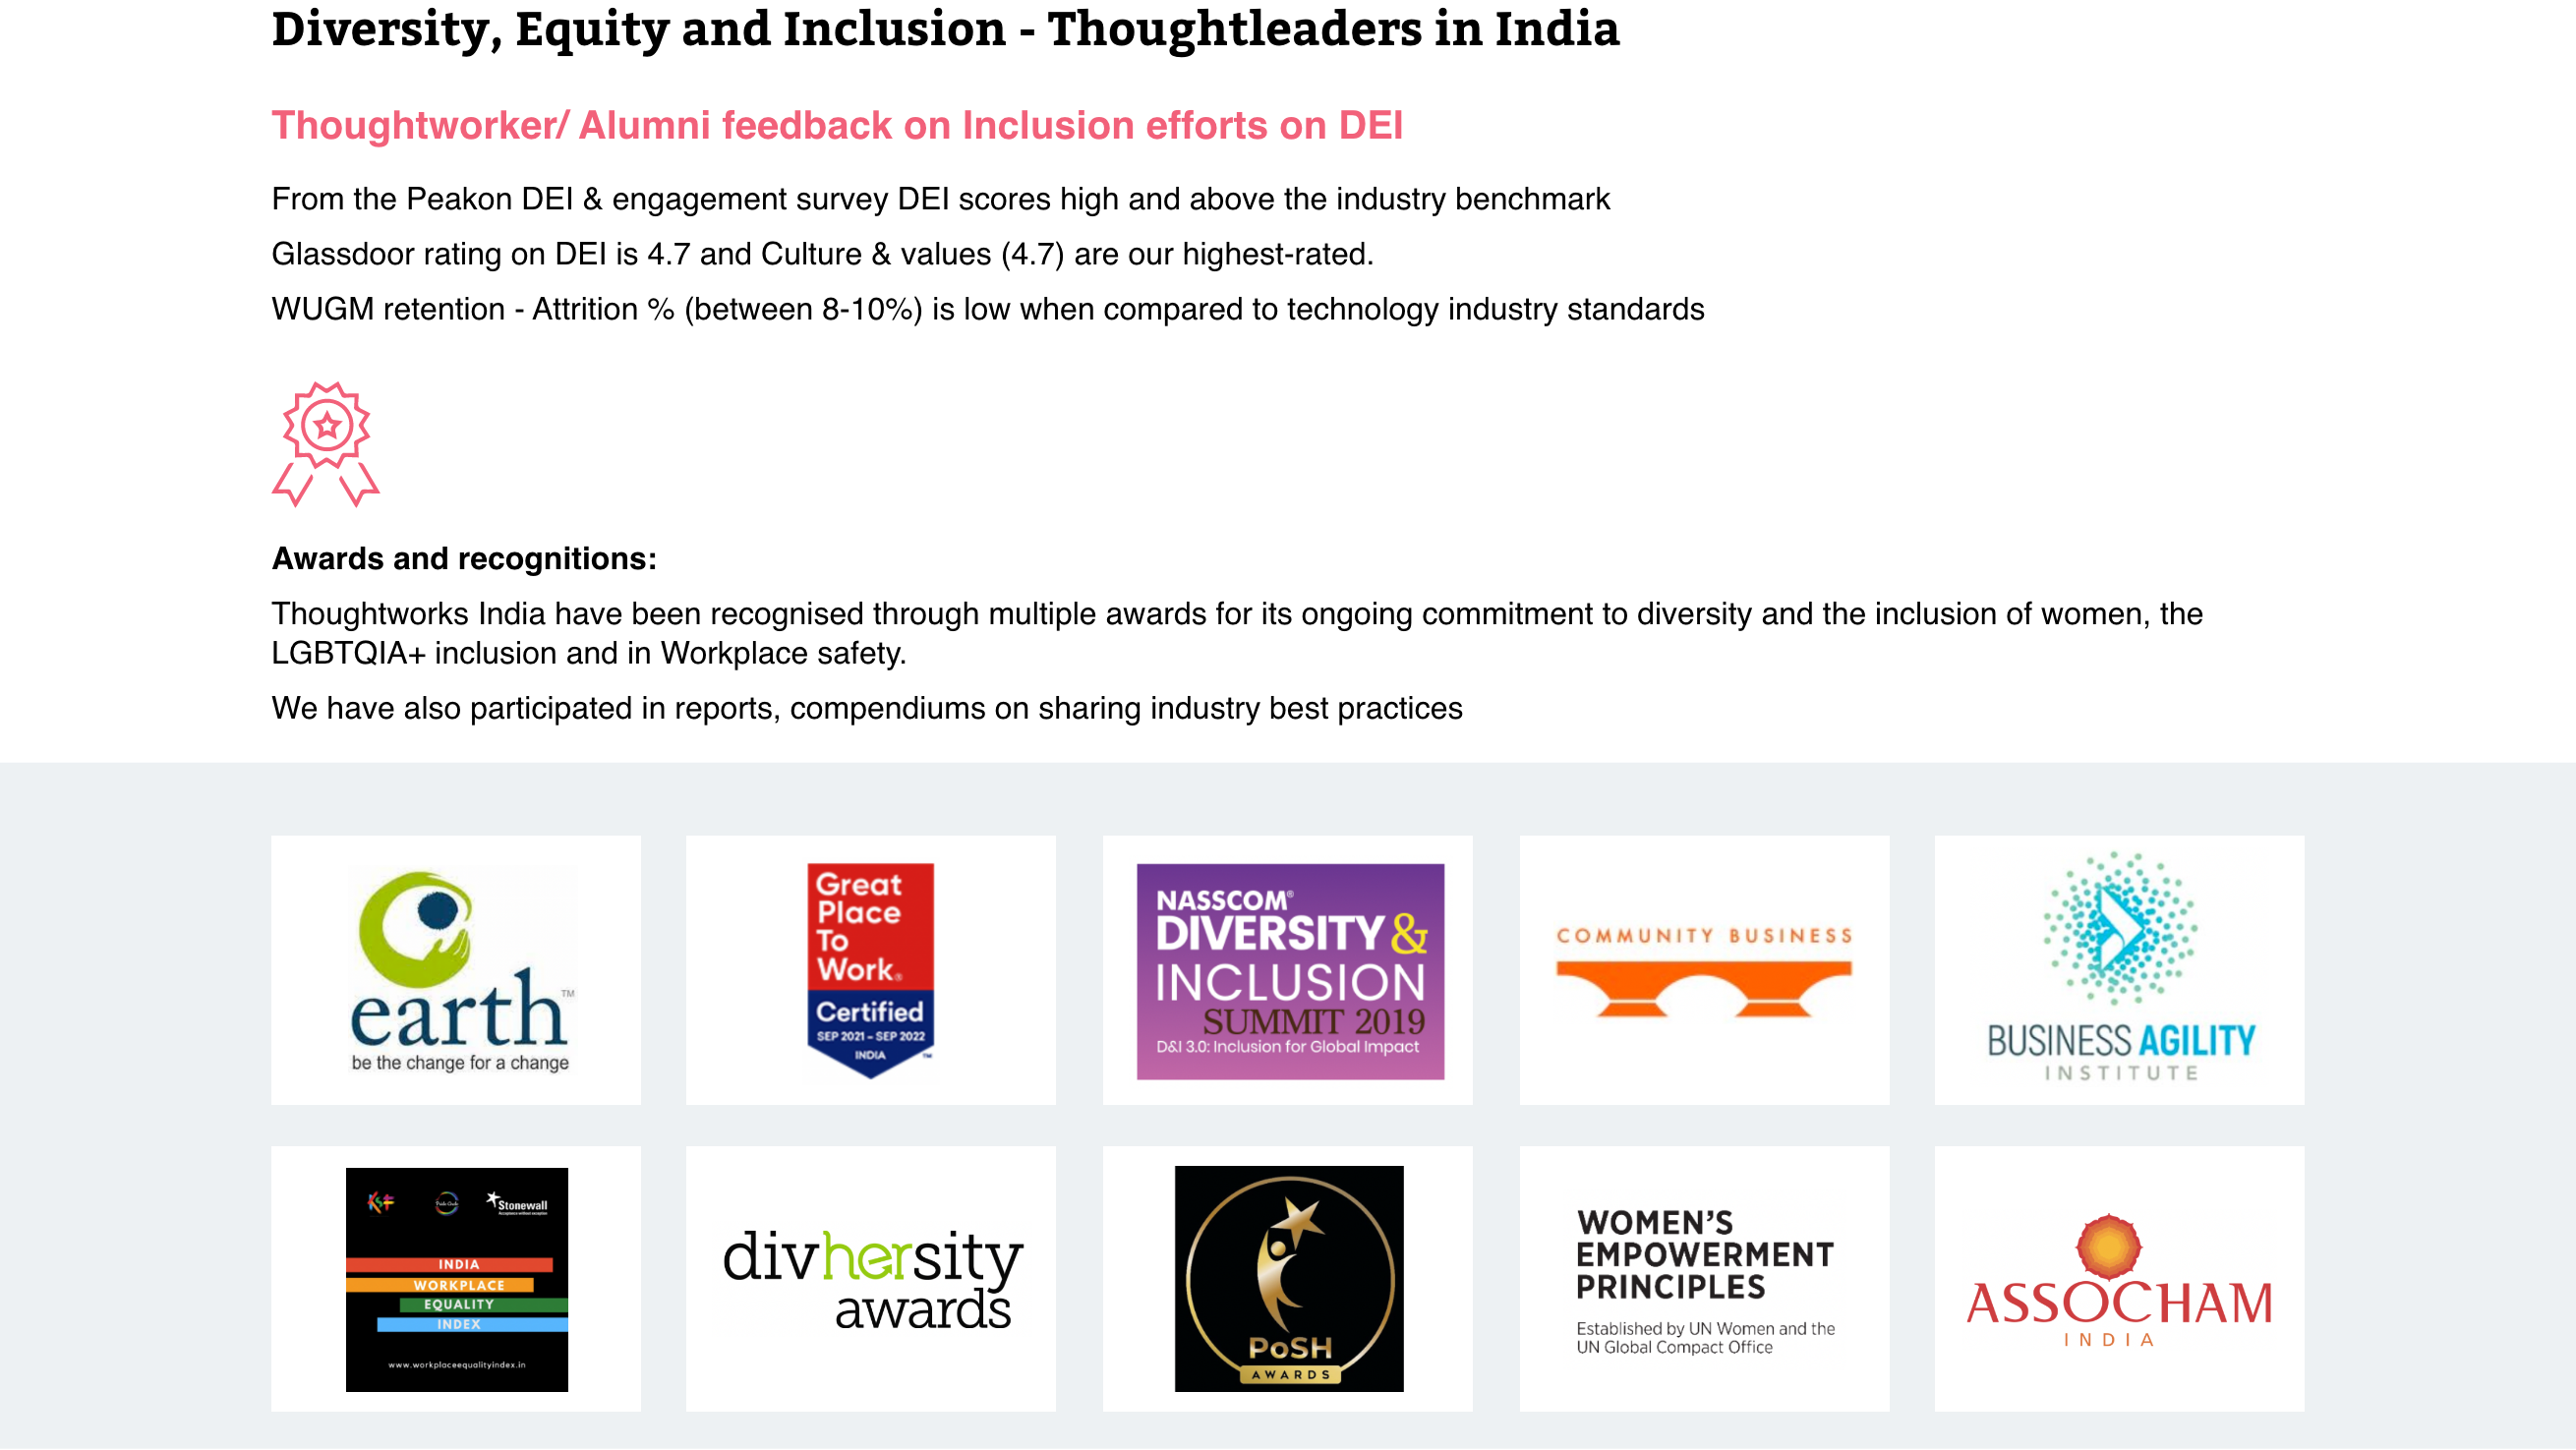 Diversity, Equity and Inclusion - Thoughtleaders in India
Thoughtworker/ Alumni feedback on Inclusion efforts on DEI
From the Peakon DEI & engagement survey DEI scores high and above the industry benchmark
Glassdoor rating on DEI is 4.7 and Culture & values (4.7) are our highest-rated.
WUGM retention - Attrition % (between 8-10%) is low when compared to technology industry standards
Awards and recognitions:
Thoughtworks India have been recognised through multiple awards for its ongoing commitment to diversity and the inclusion of women, the
LGBTQIA+ inclusion and in Workplace safety.
We have also participated in reports, compendiums on sharing industry best practices
earth™
be the change for a change
Great
Place
To
Work®
Certified
SEP 2021 – SEP 2022
INDIA ™
NASSCOM®
DIVERSITY &
INCLUSION
SUMMIT 2019
D&I 3.0: Inclusion for Global Impact
COMMUNITY BUSINESS
BUSINESS AGILITY
INSTITUTE
Stonewall
INDIA
WORKPLACE
EQUALITY
INDEX
www.workplaceequalityindex.in
divhersity
awards
PoSH
AWARDS
WOMEN'S
EMPOWERMENT
PRINCIPLES
Established by UN Women and the
UN Global Compact Office
ASSOCHAM
INDIA